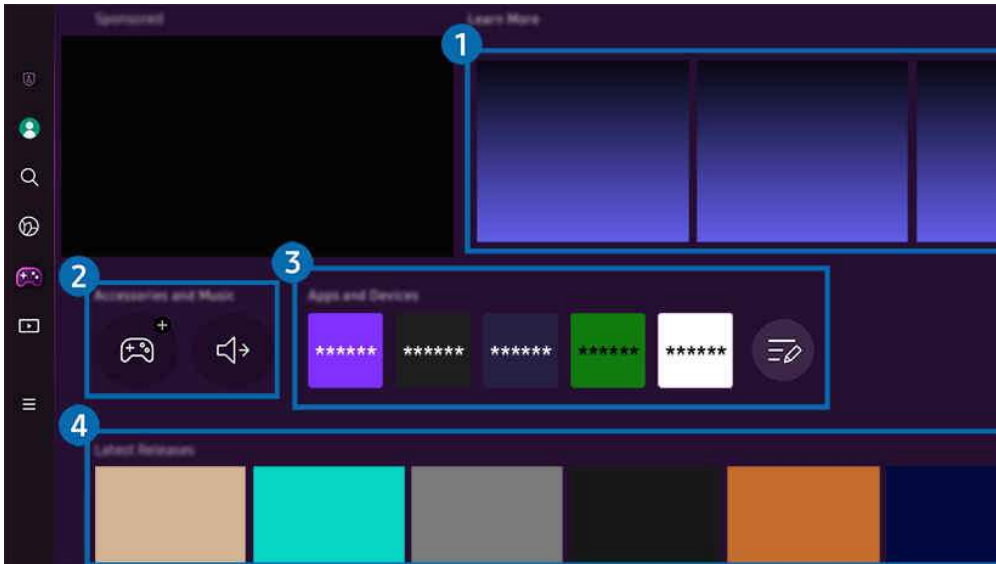 Sponsored
Learn More
1
2
3
Accessories and Music
Apps and Devices
****** ****** ****** ****** ******
4
Latest Releases